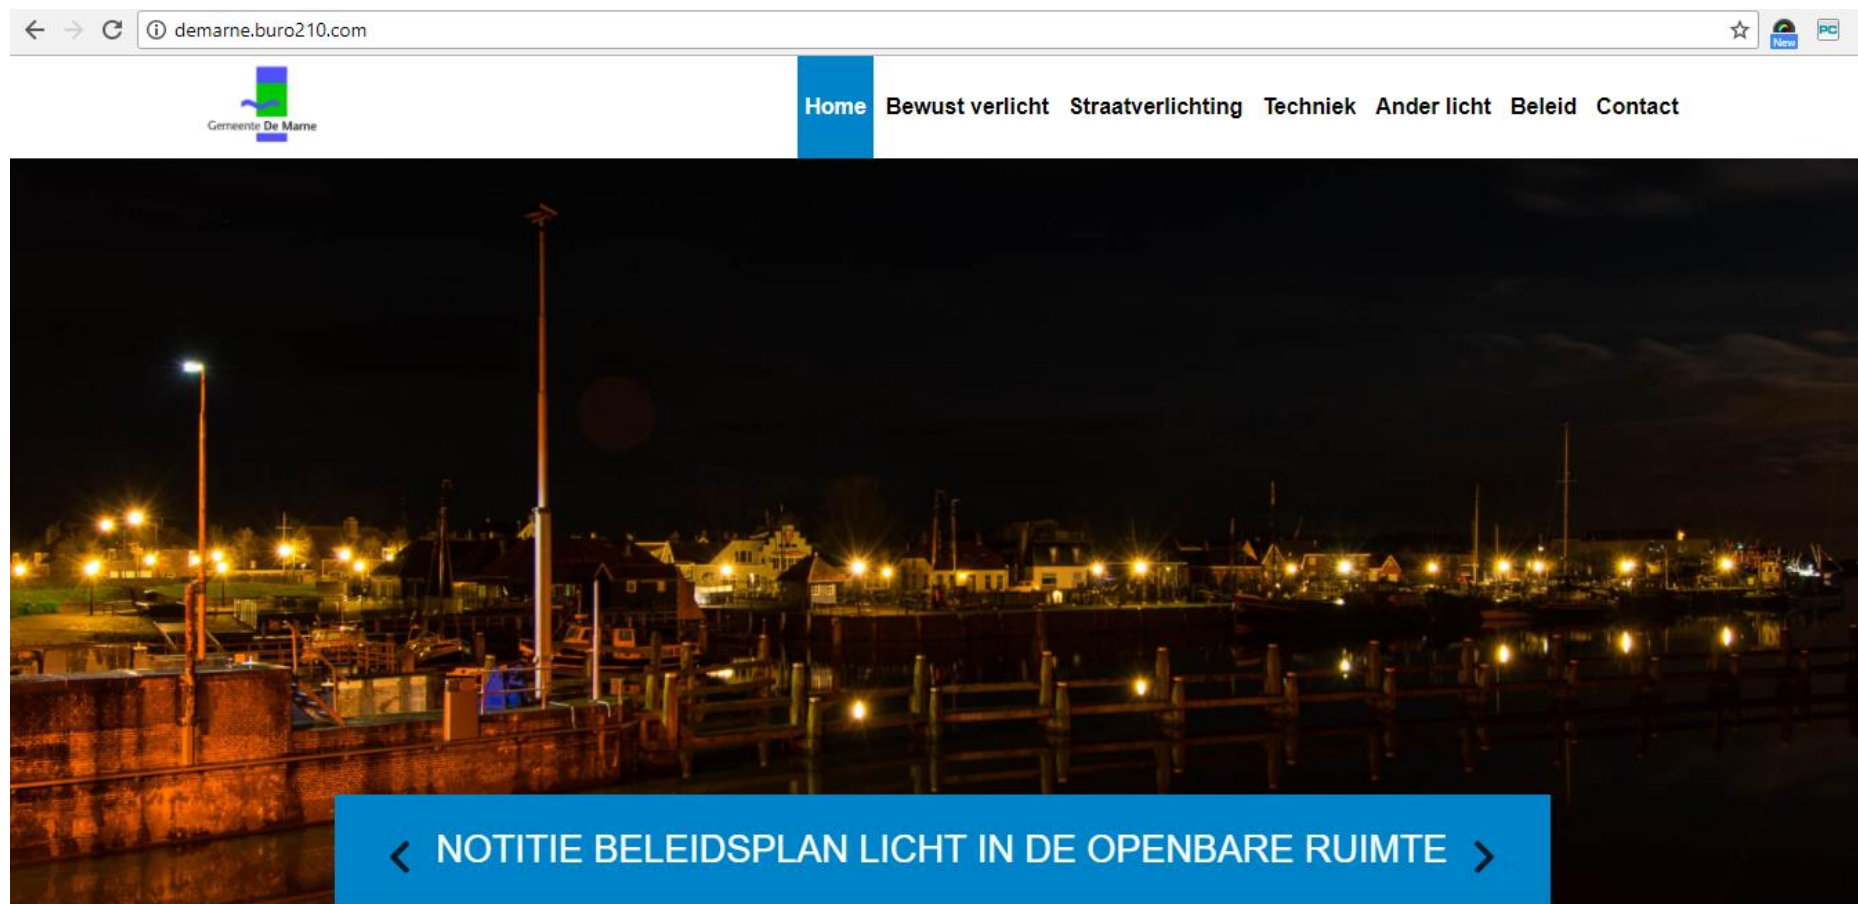 demarne.buro210.com
New
PC
Gemeente De Marne
Home Bewust verlicht Straatverlichting Techniek Ander licht Beleid Contact
NOTITIE BELEIDSPLAN LICHT IN DE OPENBARE RUIMTE